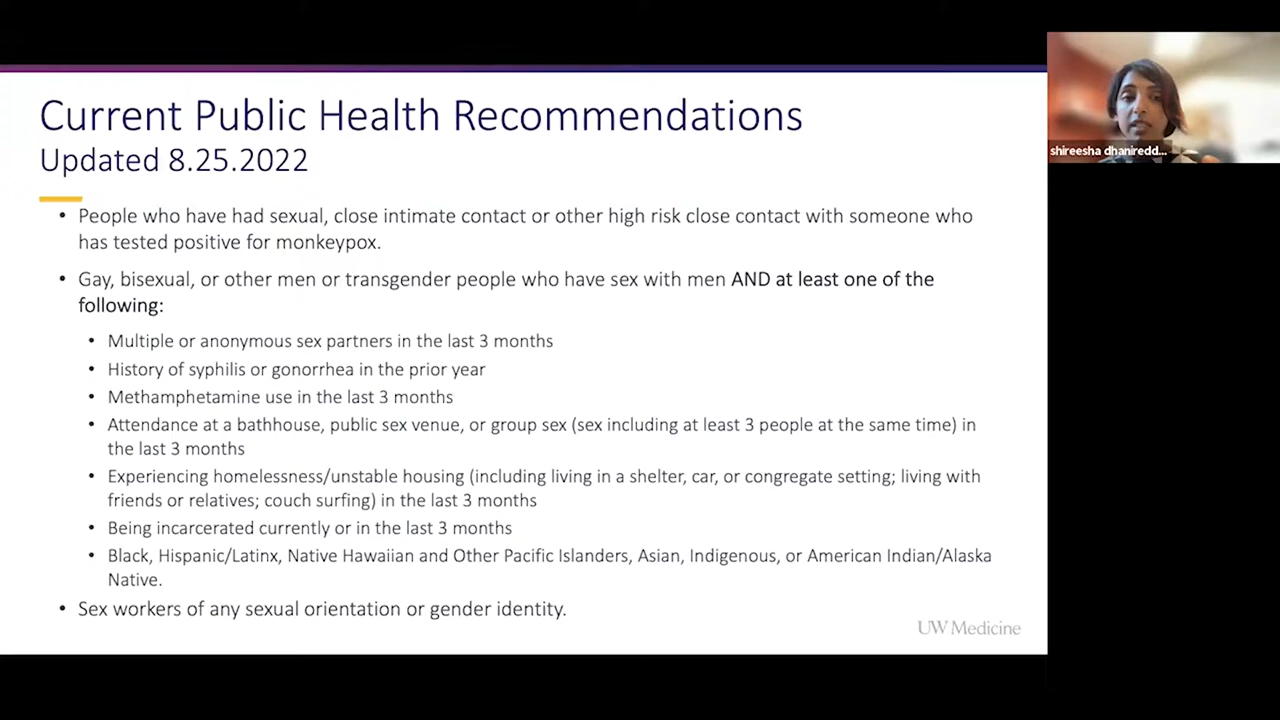 Current Public Health Recommendations
Updated 8.25.2022
• People who have had sexual, close intimate contact or other high risk close contact with someone who
has tested positive for monkeypox.
• Gay, bisexual, or other men or transgender people who have sex with men AND at least one of the
following:
• Multiple or anonymous sex partners in the last 3 months
• History of syphilis or gonorrhea in the prior year
• Methamphetamine use in the last 3 months
• Attendance at a bathhouse, public sex venue, or group sex (sex including at least 3 people at the same time) in
the last 3 months
• Experiencing homelessness/unstable housing (including living in a shelter, car, or congregate setting; living with
friends or relatives; couch surfing) in the last 3 months
• Being incarcerated currently or in the last 3 months
• Black, Hispanic/Latinx, Native Hawaiian and Other Pacific Islanders, Asian, Indigenous, or American Indian/Alaska
Native.
• Sex workers of any sexual orientation or gender identity.
UW Medicine
shireesha dhaniredd...